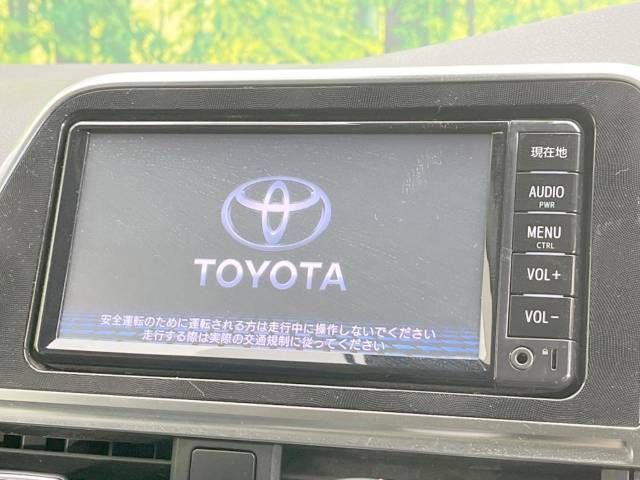 現在地
AUDIO
PWR
MENU
CTRL
VOL+
VOL-
TOYOTA
安全運転のために運転される方は走行中に操作しないでください
走行する際は実際の交通規制に従ってください